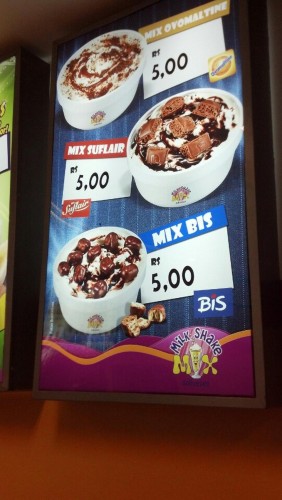 MIX OVOMALTINE
R$
5,00
MIX SUFLAIR
R$
5,00
Suflair
MIX BIS
R$
5,00
BIS
Milk Shake
MIX